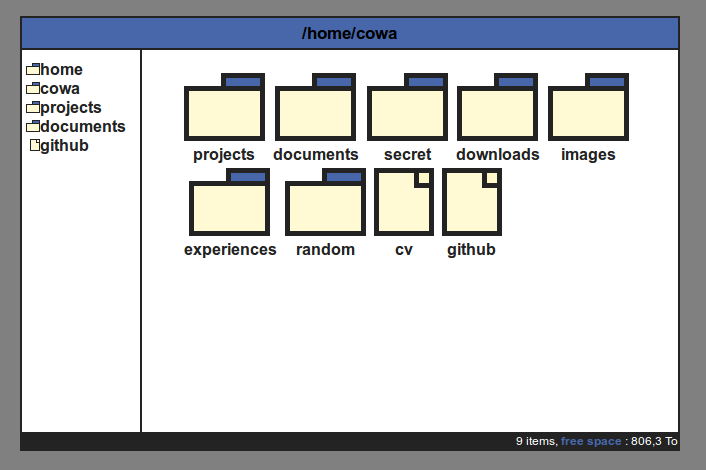 /home/cowa
home
cowa
projects
documents
github
projects documents secret downloads images
experiences random cv github
9 items, free space : 806,3 To